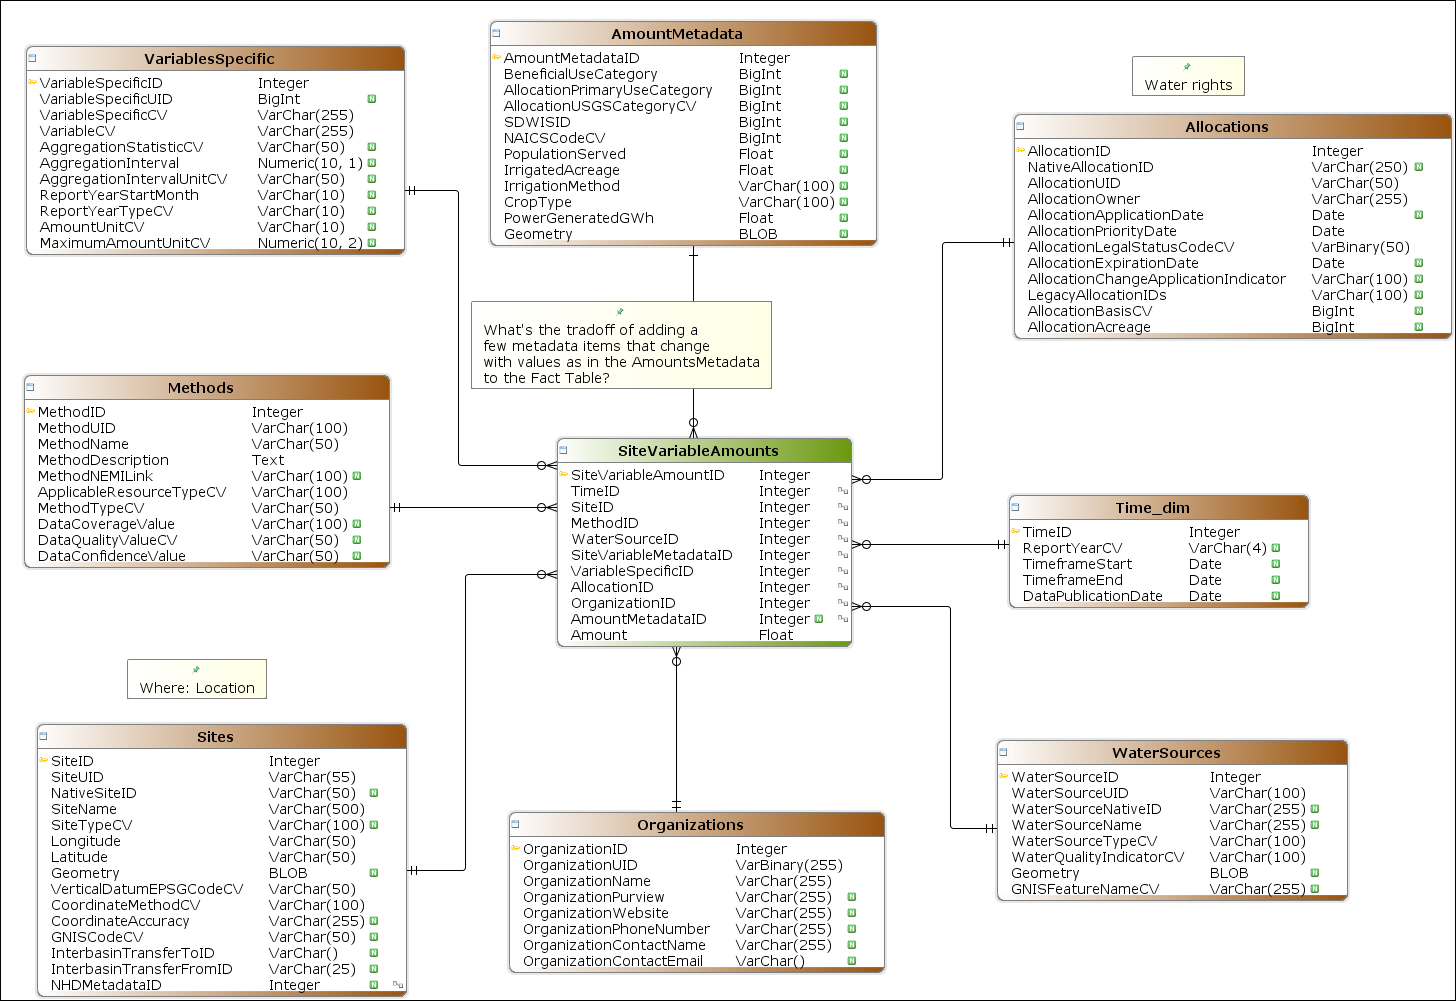 VariablesSpecific
VariableSpecificID Integer
VariableSpecificUID BigInt N
VariableSpecificCV VarChar(255)
VariableCV VarChar(255)
AggregationStatisticCV VarChar(50) N
AggregationInterval Numeric(10, 1) N
AggregationIntervalUnitCV VarChar(50) N
ReportYearStartMonth VarChar(10) N
ReportYearTypeCV VarChar(10) N
AmountUnitCV VarChar(10) N
MaximumAmountUnitCV Numeric(10, 2) N
AmountMetadata
AmountMetadataID Integer
BeneficialUseCategory BigInt N
AllocationPrimaryUseCategory BigInt N
AllocationUSGSCategoryCV BigInt N
SDWISID BigInt N
NAICSCodeCV BigInt N
PopulationServed Float N
IrrigatedAcreage Float N
IrrigationMethod VarChar(100) N
CropType VarChar(100) N
PowerGeneratedGWh Float N
Geometry BLOB N
Water rights
Allocations
AllocationID Integer
NativeAllocationID VarChar(250) N
AllocationUID VarChar(50)
AllocationOwner VarChar(255)
AllocationApplicationDate Date N
AllocationPriorityDate Date
AllocationLegalStatusCodeCV VarBinary(50)
AllocationExpirationDate Date N
AllocationChangeApplicationIndicator VarChar(100) N
LegacyAllocationIDs VarChar(100) N
AllocationBasisCV BigInt N
AllocationAcreage BigInt N
What's the tradoff of adding a
few metadata items that change
with values as in the AmountsMetadata
to the Fact Table?
Methods
MethodID Integer
MethodUID VarChar(100)
MethodName VarChar(50)
MethodDescription Text
MethodNEMILink VarChar(100) N
ApplicableResourceTypeCV VarChar(100)
MethodTypeCV VarChar(50)
DataCoverageValue VarChar(100) N
DataQualityValueCV VarChar(50) N
DataConfidenceValue VarChar(50) N
SiteVariableAmounts
SiteVariableAmountID Integer
TimeID Integer
SiteID Integer
MethodID Integer
WaterSourceID Integer
SiteVariableMetadataID Integer
VariableSpecificID Integer
AllocationID Integer
OrganizationID Integer
AmountMetadataID Integer N
Amount Float
Time_dim
TimeID Integer
ReportYearCV VarChar(4) N
TimeframeStart Date N
TimeframeEnd Date N
DataPublicationDate Date N
Where: Location
Sites
SiteID Integer
SiteUID VarChar(55)
NativeSiteID VarChar(50) N
SiteName VarChar(500)
SiteTypeCV VarChar(100) N
Longitude VarChar(50)
Latitude VarChar(50)
Geometry BLOB N
VerticalDatumEPSGCodeCV VarChar(50)
CoordinateMethodCV VarChar(100)
CoordinateAccuracy VarChar(255) N
GNISCodeCV VarChar(50) N
InterbasinTransferToID VarChar() N
InterbasinTransferFromID VarChar(25) N
NHDMetadataID Integer N
Organizations
OrganizationID Integer
OrganizationUID VarBinary(255)
OrganizationName VarChar(255)
OrganizationPurview VarChar(255) N
OrganizationWebsite VarChar(255) N
OrganizationPhoneNumber VarChar(255) N
OrganizationContactName VarChar(255) N
OrganizationContactEmail VarChar() N
WaterSources
WaterSourceID Integer
WaterSourceUID VarChar(100)
WaterSourceNativeID VarChar(255) N
WaterSourceName VarChar(255) N
WaterSourceTypeCV VarChar(100)
WaterQualityIndicatorCV VarChar(100)
Geometry BLOB N
GNISFeatureNameCV VarChar(255) N